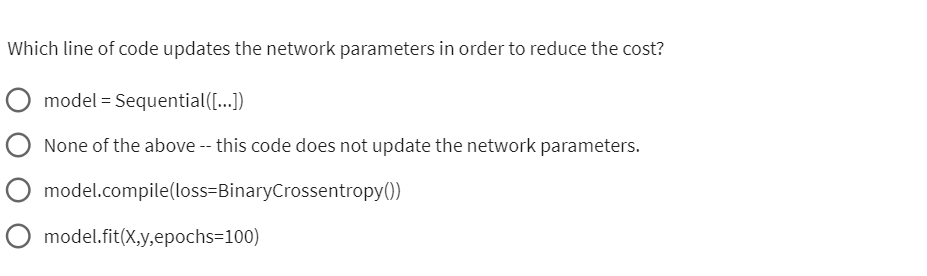 Which line of code updates the network parameters in order to reduce the cost?
model = Sequential([...])
None of the above -- this code does not update the network parameters.
model.compile(loss=BinaryCrossentropy())
model.fit(X,y,epochs=100)